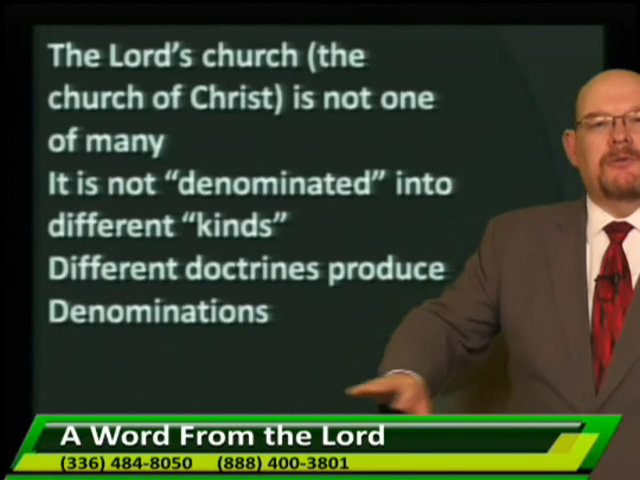 The Lord's church (the
church of Christ) is not one
of many
It is not “denominated” into
different “kinds”
Different doctrines produce
Denominations
A Word From the Lord
(336) 484-8050 (888) 400-3801